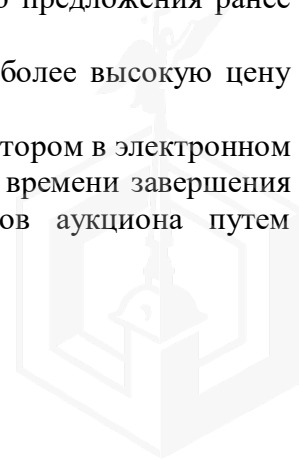 предложения ранее
более высокую цену
тором в электронном
времени завершения
ов аукциона путем